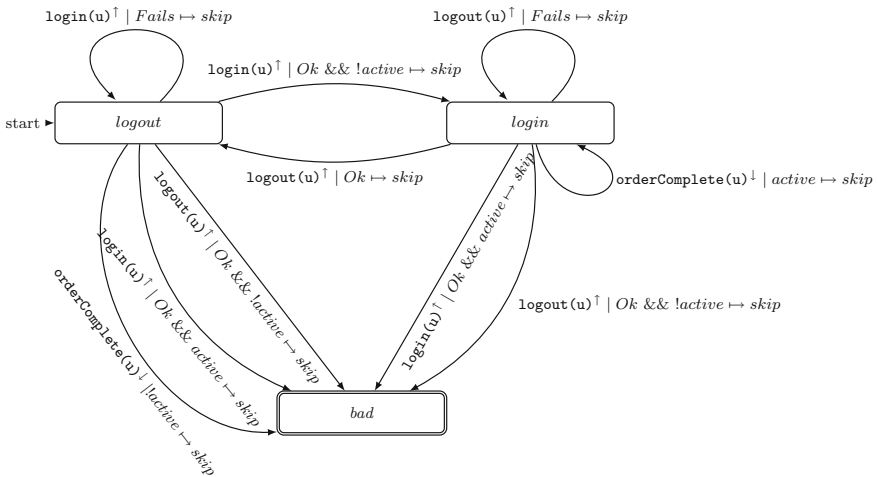 login(u)↑ | Fails ↦ skip
logout(u)↑ | Fails ↦ skip
login(u)↑ | Ok && !active ↦ skip
start
logout
login
logout(u)↑ | Ok ↦ skip
orderComplete(u)↓ | active ↦ skip
logout(u)↑ | Ok && !active ↦ skip
login(u)↑ | Ok && active ↦ skip
orderComplete(u)↓ |!active ↦ skip
login(u)↑ | Ok && active ↦ skip
logout(u)↑ | Ok && !active ↦ skip
bad